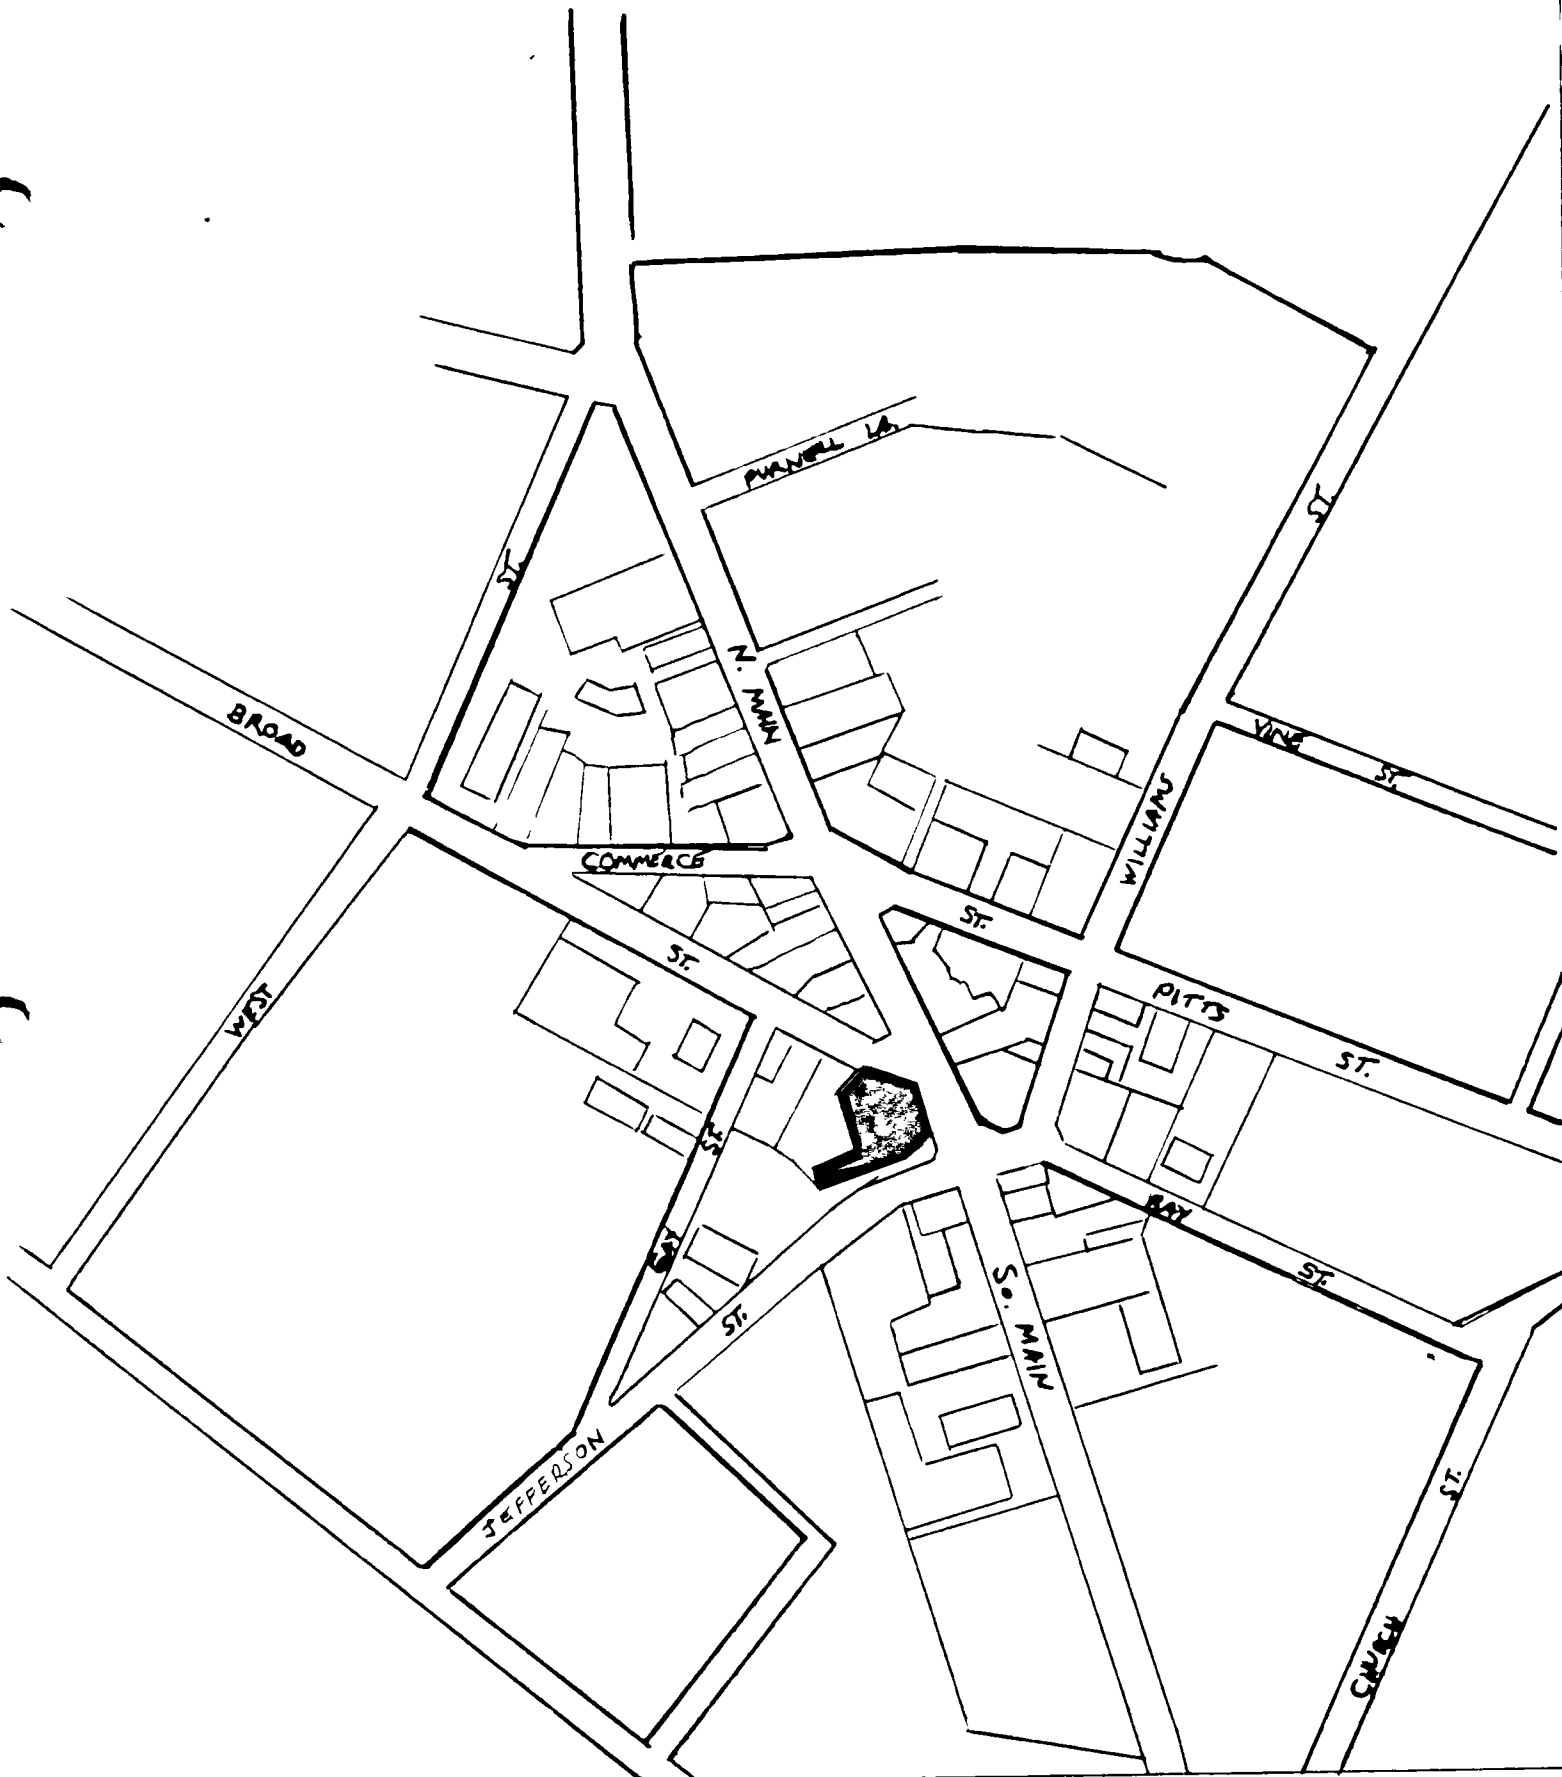 PURNELL LA.
ST.
ST.
N. MAIN
BROAD
VINE
ST.
WILLIAMS
COMMERCE
ST.
ST.
PITTS
ST.
WEST
ST.
BAY
ST.
So. MAIN
ST.
JEFFERSON
ST.
CHURCH